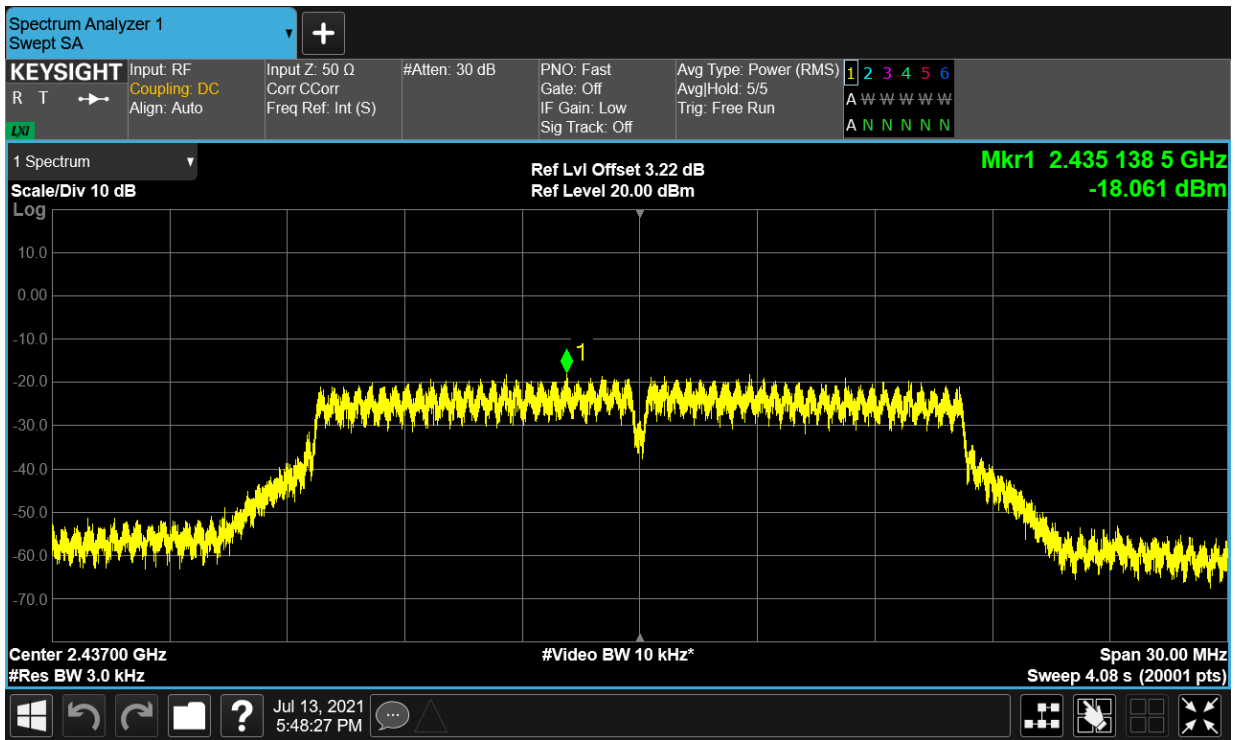 Spectrum Analyzer 1
Swept SA
+
KEYSIGHT
R T
LXI
Input: RF
Coupling: DC
Align: Auto
Input Z: 50 Ω
Corr CCorr
Freq Ref: Int (S)
#Atten: 30 dB
PNO: Fast
Gate: Off
IF Gain: Low
Sig Track: Off
Avg Type: Power (RMS)
Avg|Hold: 5/5
Trig: Free Run
1 2 3 4 5 6
A W W W W W
A N N N N N
1 Spectrum
Scale/Div 10 dB
Log
Ref Lvl Offset 3.22 dB
Ref Level 20.00 dBm
Mkr1 2.435 138 5 GHz
-18.061 dBm
10.0
0.00
-10.0
1
-20.0
-30.0
-40.0
-50.0
-60.0
-70.0
Center 2.43700 GHz
#Video BW 10 kHz*
Span 30.00 MHz
#Res BW 3.0 kHz
Sweep 4.08 s (20001 pts)
?
Jul 13, 2021
5:48:27 PM